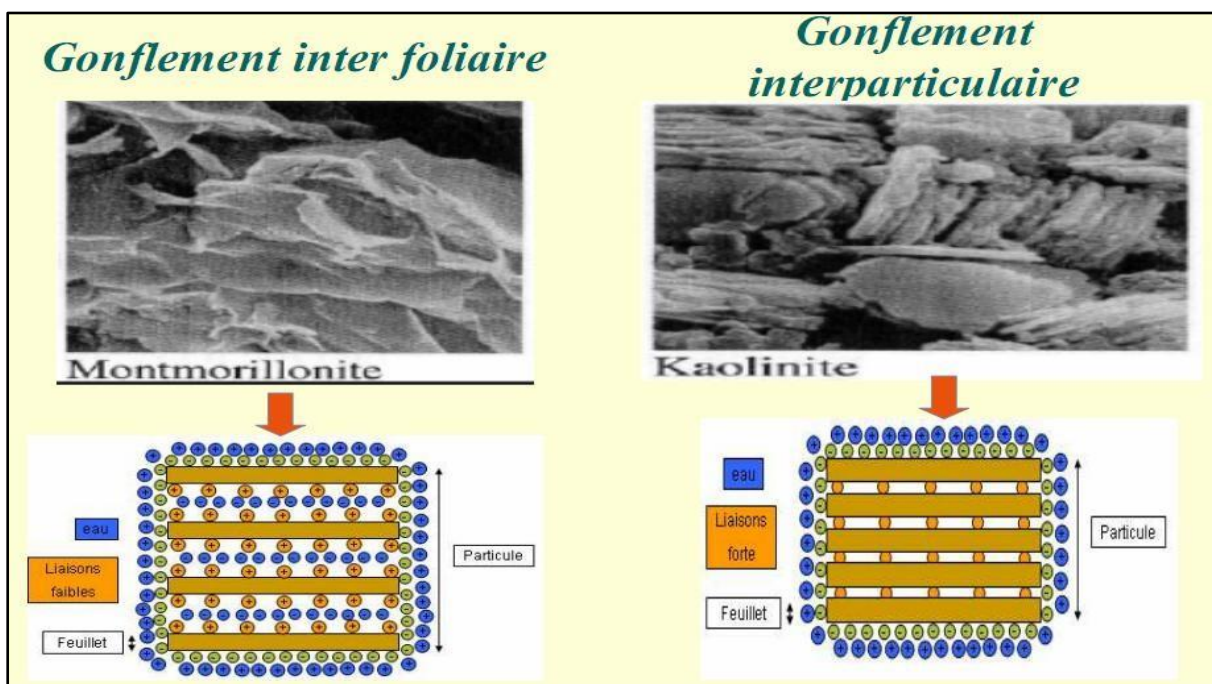 Gonflement inter foliaire
Gonflement
interparticulaire
Montmorillonite
Kaolinite
eau
Liaisons
faibles
Feuillet
Particule
eau
Liaisons
forte
Feuillet
Particule